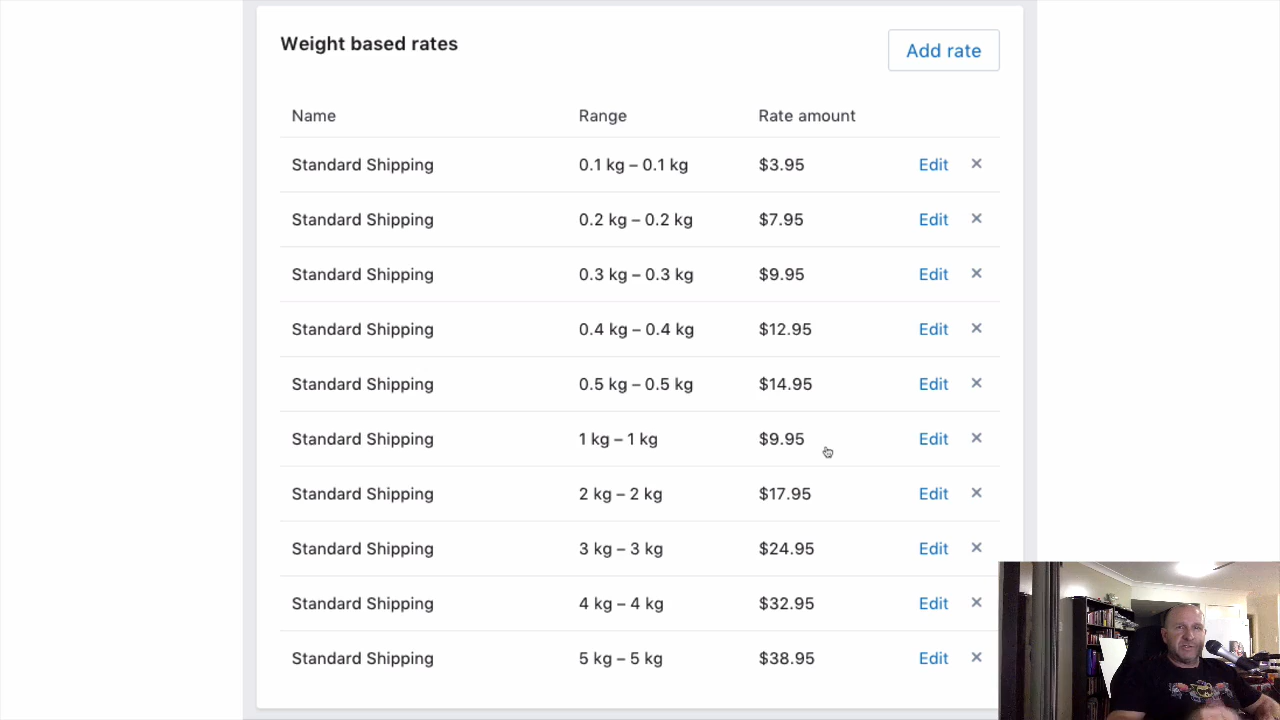 Weight based rates
Add rate
Name Range Rate amount
Standard Shipping 0.1 kg – 0.1 kg $3.95 Edit ×
Standard Shipping 0.2 kg – 0.2 kg $7.95 Edit ×
Standard Shipping 0.3 kg – 0.3 kg $9.95 Edit ×
Standard Shipping 0.4 kg – 0.4 kg $12.95 Edit ×
Standard Shipping 0.5 kg – 0.5 kg $14.95 Edit ×
Standard Shipping 1 kg – 1 kg $9.95 Edit ×
Standard Shipping 2 kg – 2 kg $17.95 Edit ×
Standard Shipping 3 kg – 3 kg $24.95 Edit ×
Standard Shipping 4 kg – 4 kg $32.95 Edit ×
Standard Shipping 5 kg – 5 kg $38.95 Edit ×